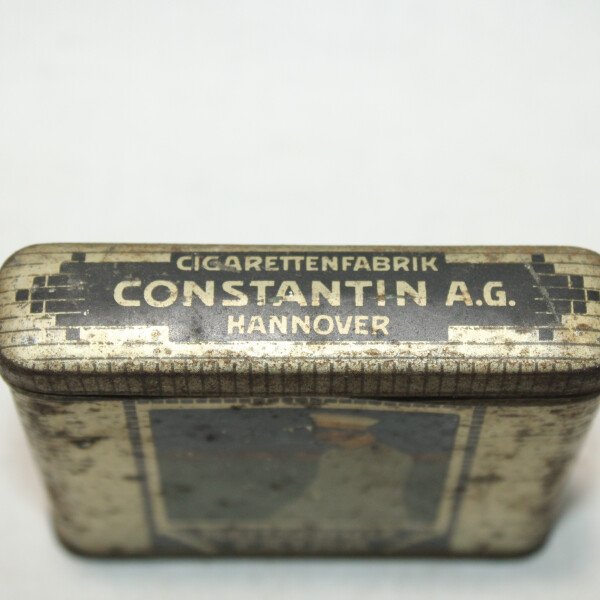 CIGARETTENFABRIK
CONSTANTIN A.G.
HANNOVER